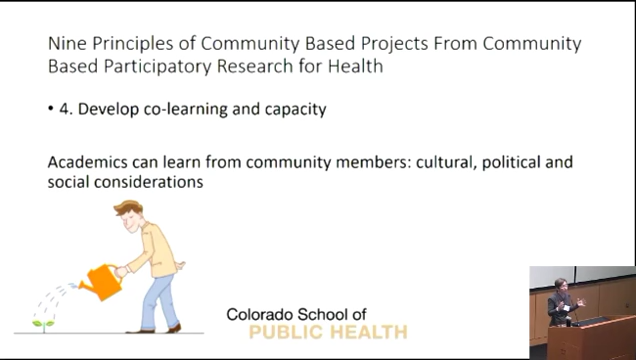 Nine Principles of Community Based Projects From Community
Based Participatory Research for Health
• 4. Develop co-learning and capacity
Academics can learn from community members: cultural, political and
social considerations
Colorado School of
PUBLIC HEALTH